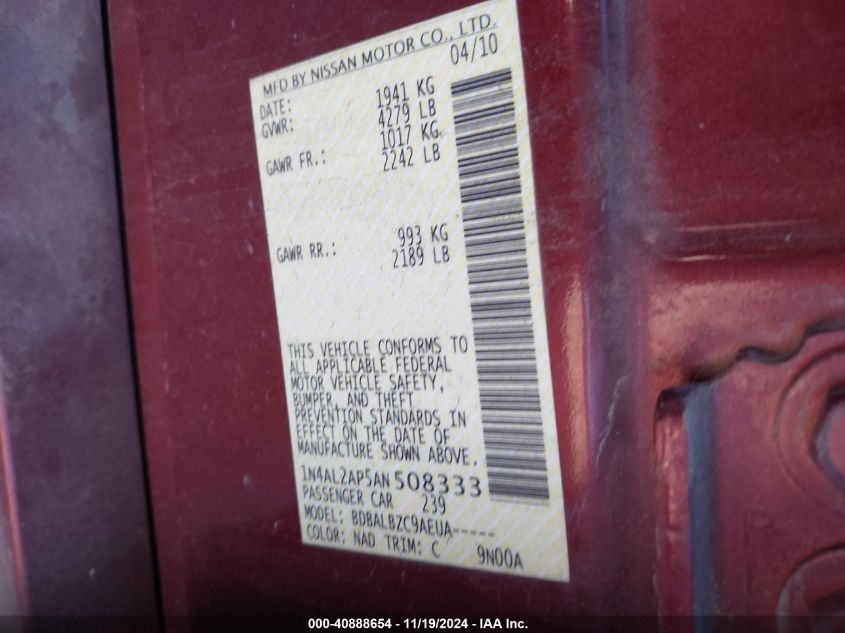 MFD BY NISSAN MOTOR CO., LTD.
DATE: 04/10
GVWR: 1941 KG
4279 LB
GAWR FR.: 1017 KG
2242 LB
GAWR RR.: 993 KG
2189 LB
THIS VEHICLE CONFORMS TO
ALL APPLICABLE FEDERAL
MOTOR VEHICLE SAFETY,
BUMPER, AND THEFT
PREVENTION STANDARDS IN
EFFECT ON THE DATE OF
MANUFACTURE SHOWN ABOVE.
1N4AL2AP5AN508333
PASSENGER CAR 239
MODEL: BDBALBZC9AEUA-----
COLOR: NAD TRIM: C 9N00A
000-40888654 - 11/19/2024 - IAA Inc.